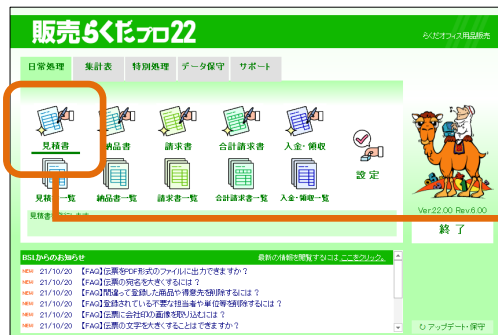 販売らくだプロ22
らくだオフィス用品販売
日常処理 集計表 特別処理 データ保守 サポート
見積書 納品書 請求書 合計請求書 入金・領収
設定
見積書一覧 納品書一覧 請求書一覧 合計請求書一覧 入金・領収一覧
Ver.22.00 Rev.6.00
終了
BSLからのお知らせ 最新の情報を閲覧するには ここをクリック。
NEW 21/10/20 【FAQ】伝票をPDF形式のファイルに出力できますか?
NEW 21/10/20 【FAQ】伝票の宛名を大きくするには?
NEW 21/10/20 【FAQ】間違って登録した商品や得意先を削除するには?
NEW 21/10/20 【FAQ】登録されている不要な担当者や単位等を削除するには?
NEW 21/10/20 【FAQ】伝票に会社印の画像を取り込むには?
NEW 21/10/20 【FAQ】伝票の文字を大きくすることはできますか?
アップデート・保守